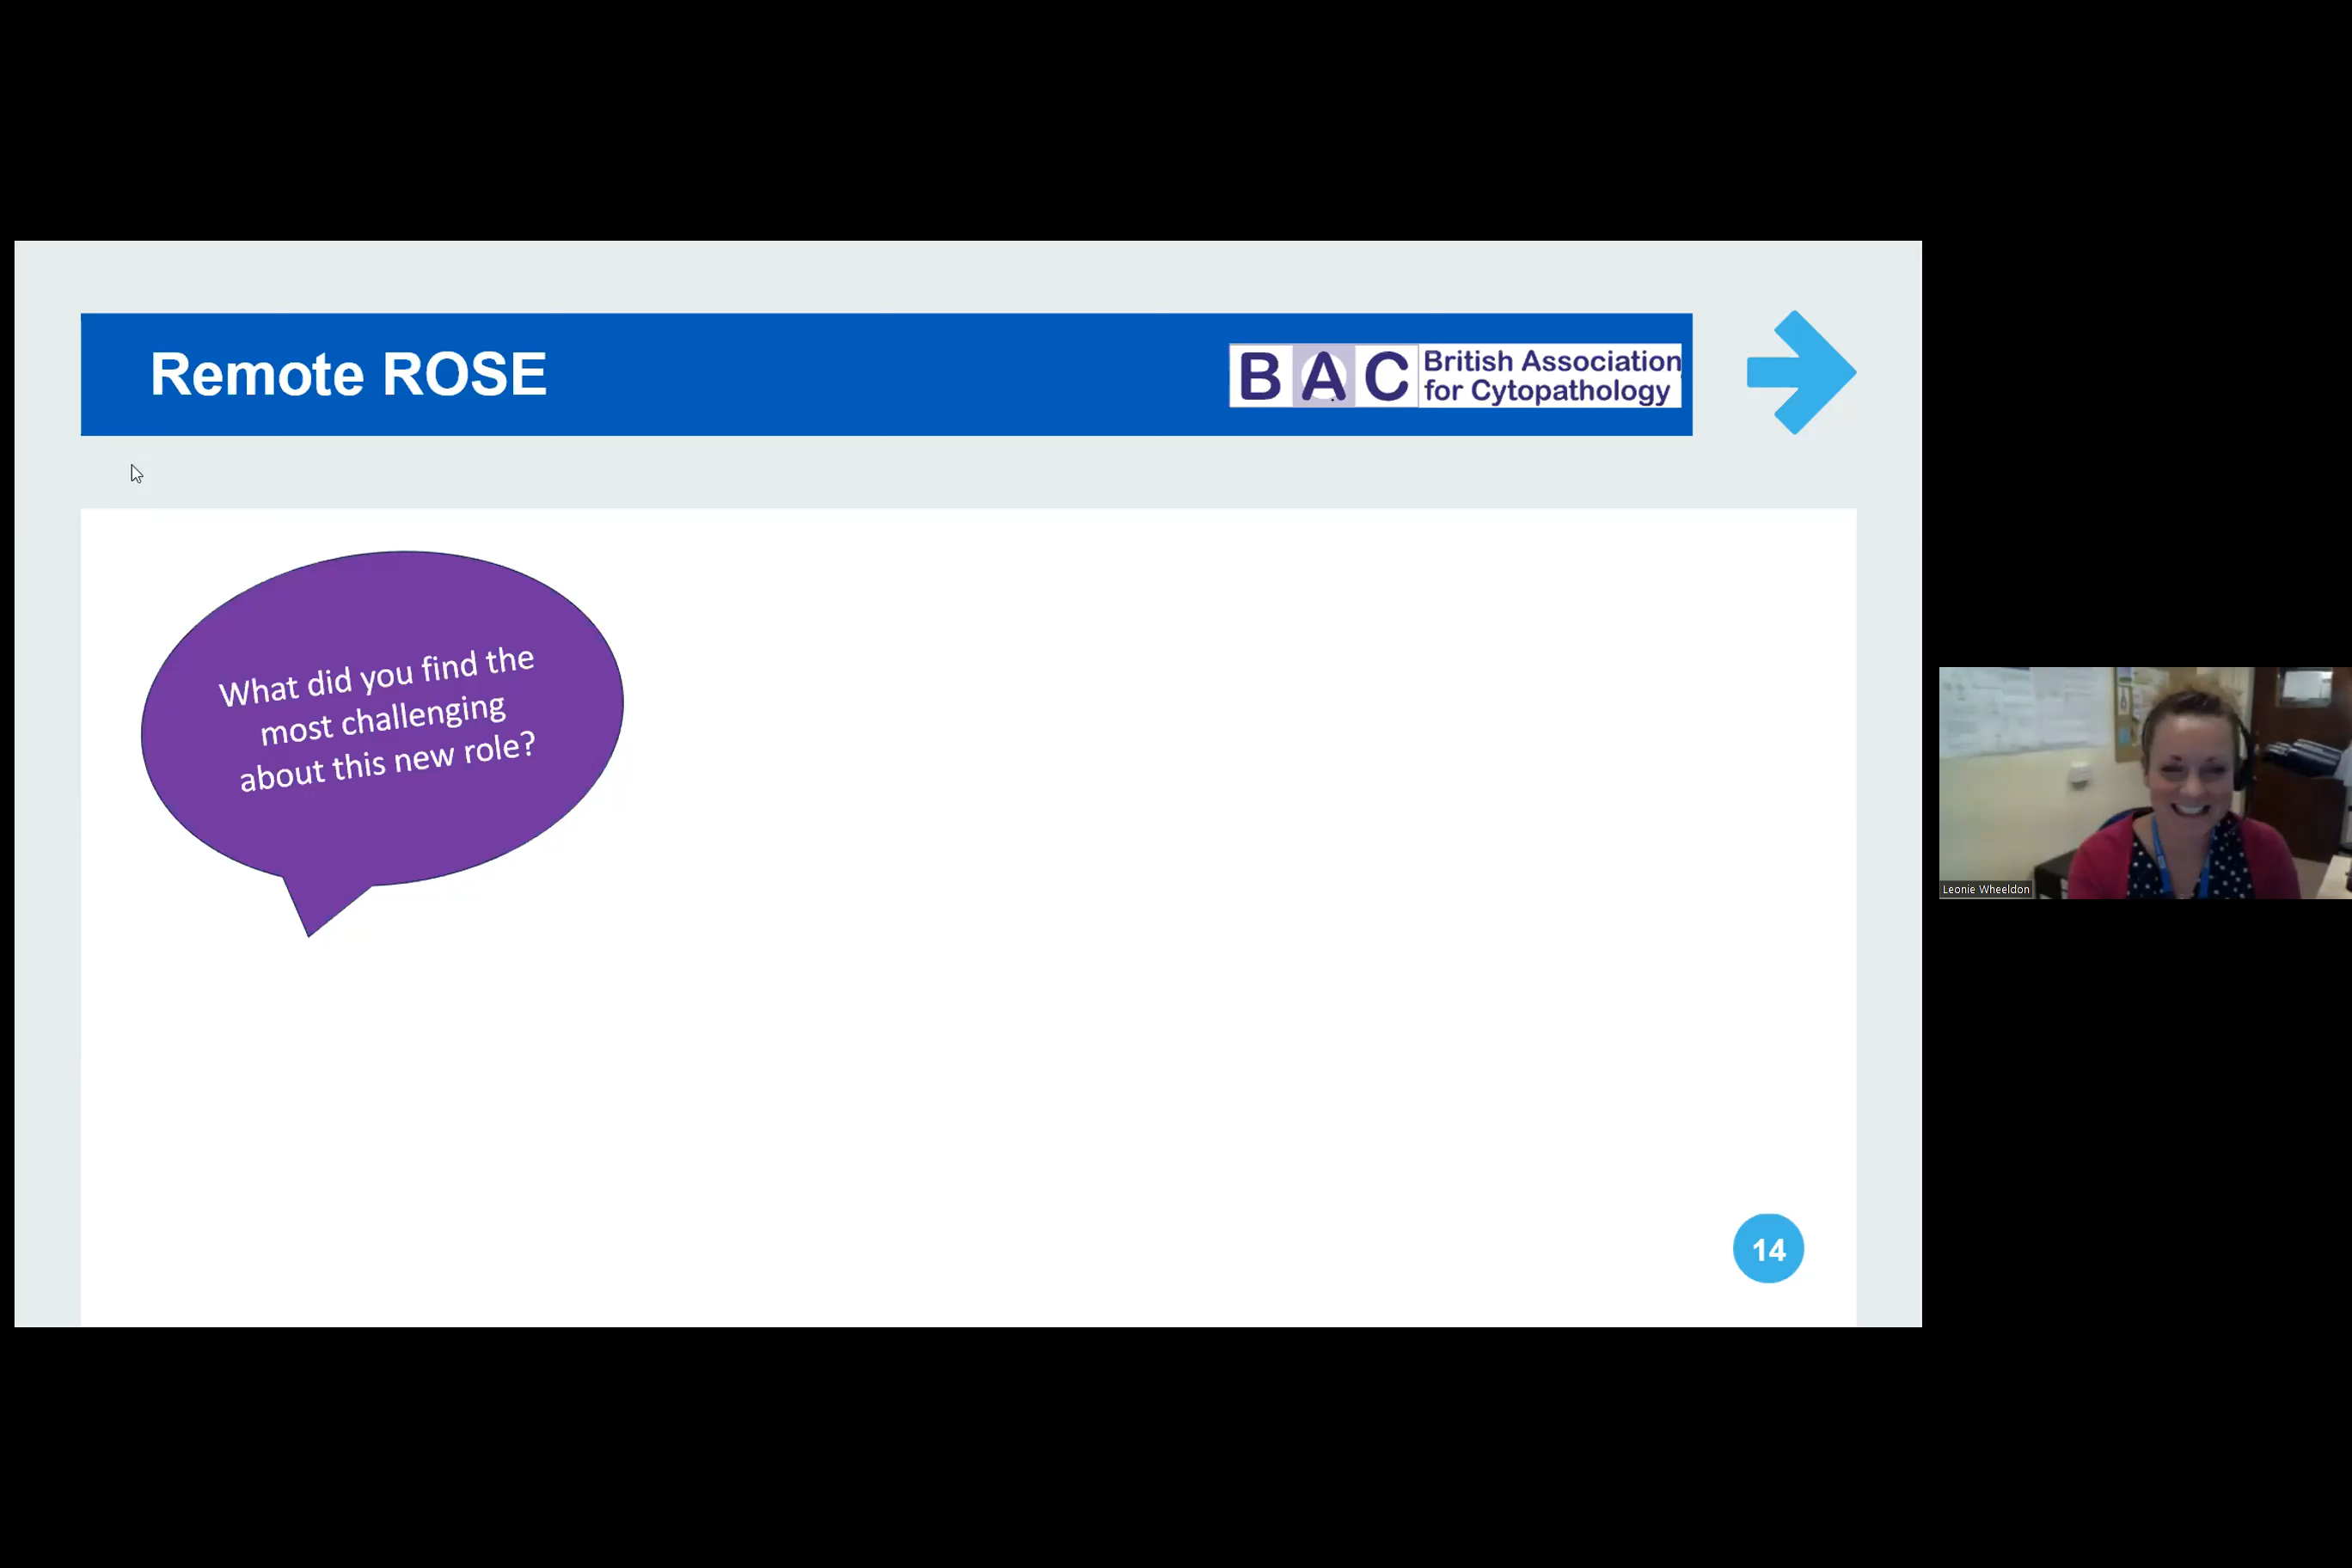 Remote ROSE
BAC
British Association
for Cytopathology
What did you find the
most challenging
about this new role?
Leonie Wheeldon
14